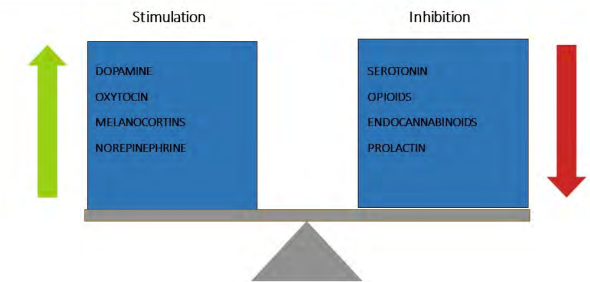 Stimulation
Inhibition
DOPAMINE
OXYTOCIN
MELANOCORTINS
NOREPINEPHRINE
SEROTONIN
OPIOIDS
ENDOCANNABINOIDS
PROLACTIN